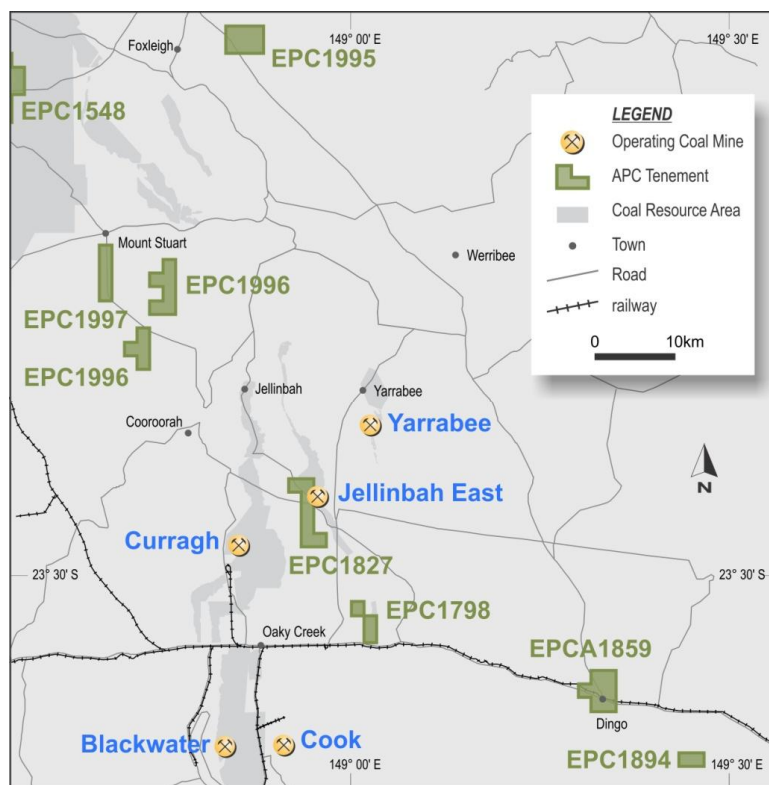 149° 00' E
149° 30' E
Foxleigh
EPC1995
EPC1548
LEGEND
Operating Coal Mine
APC Tenement
Coal Resource Area
Town
Road
railway
0 10km
Mount Stuart
Werribee
EPC1996
EPC1997
EPC1996
Jellinbah
Yarrabee
Cooroorah
Yarrabee
N
Jellinbah East
Curragh
EPC1827
23° 30' S
23° 30' S
EPC1798
Oaky Creek
EPCA1859
Dingo
Blackwater
Cook
EPC1894
149° 00' E
149° 30' E